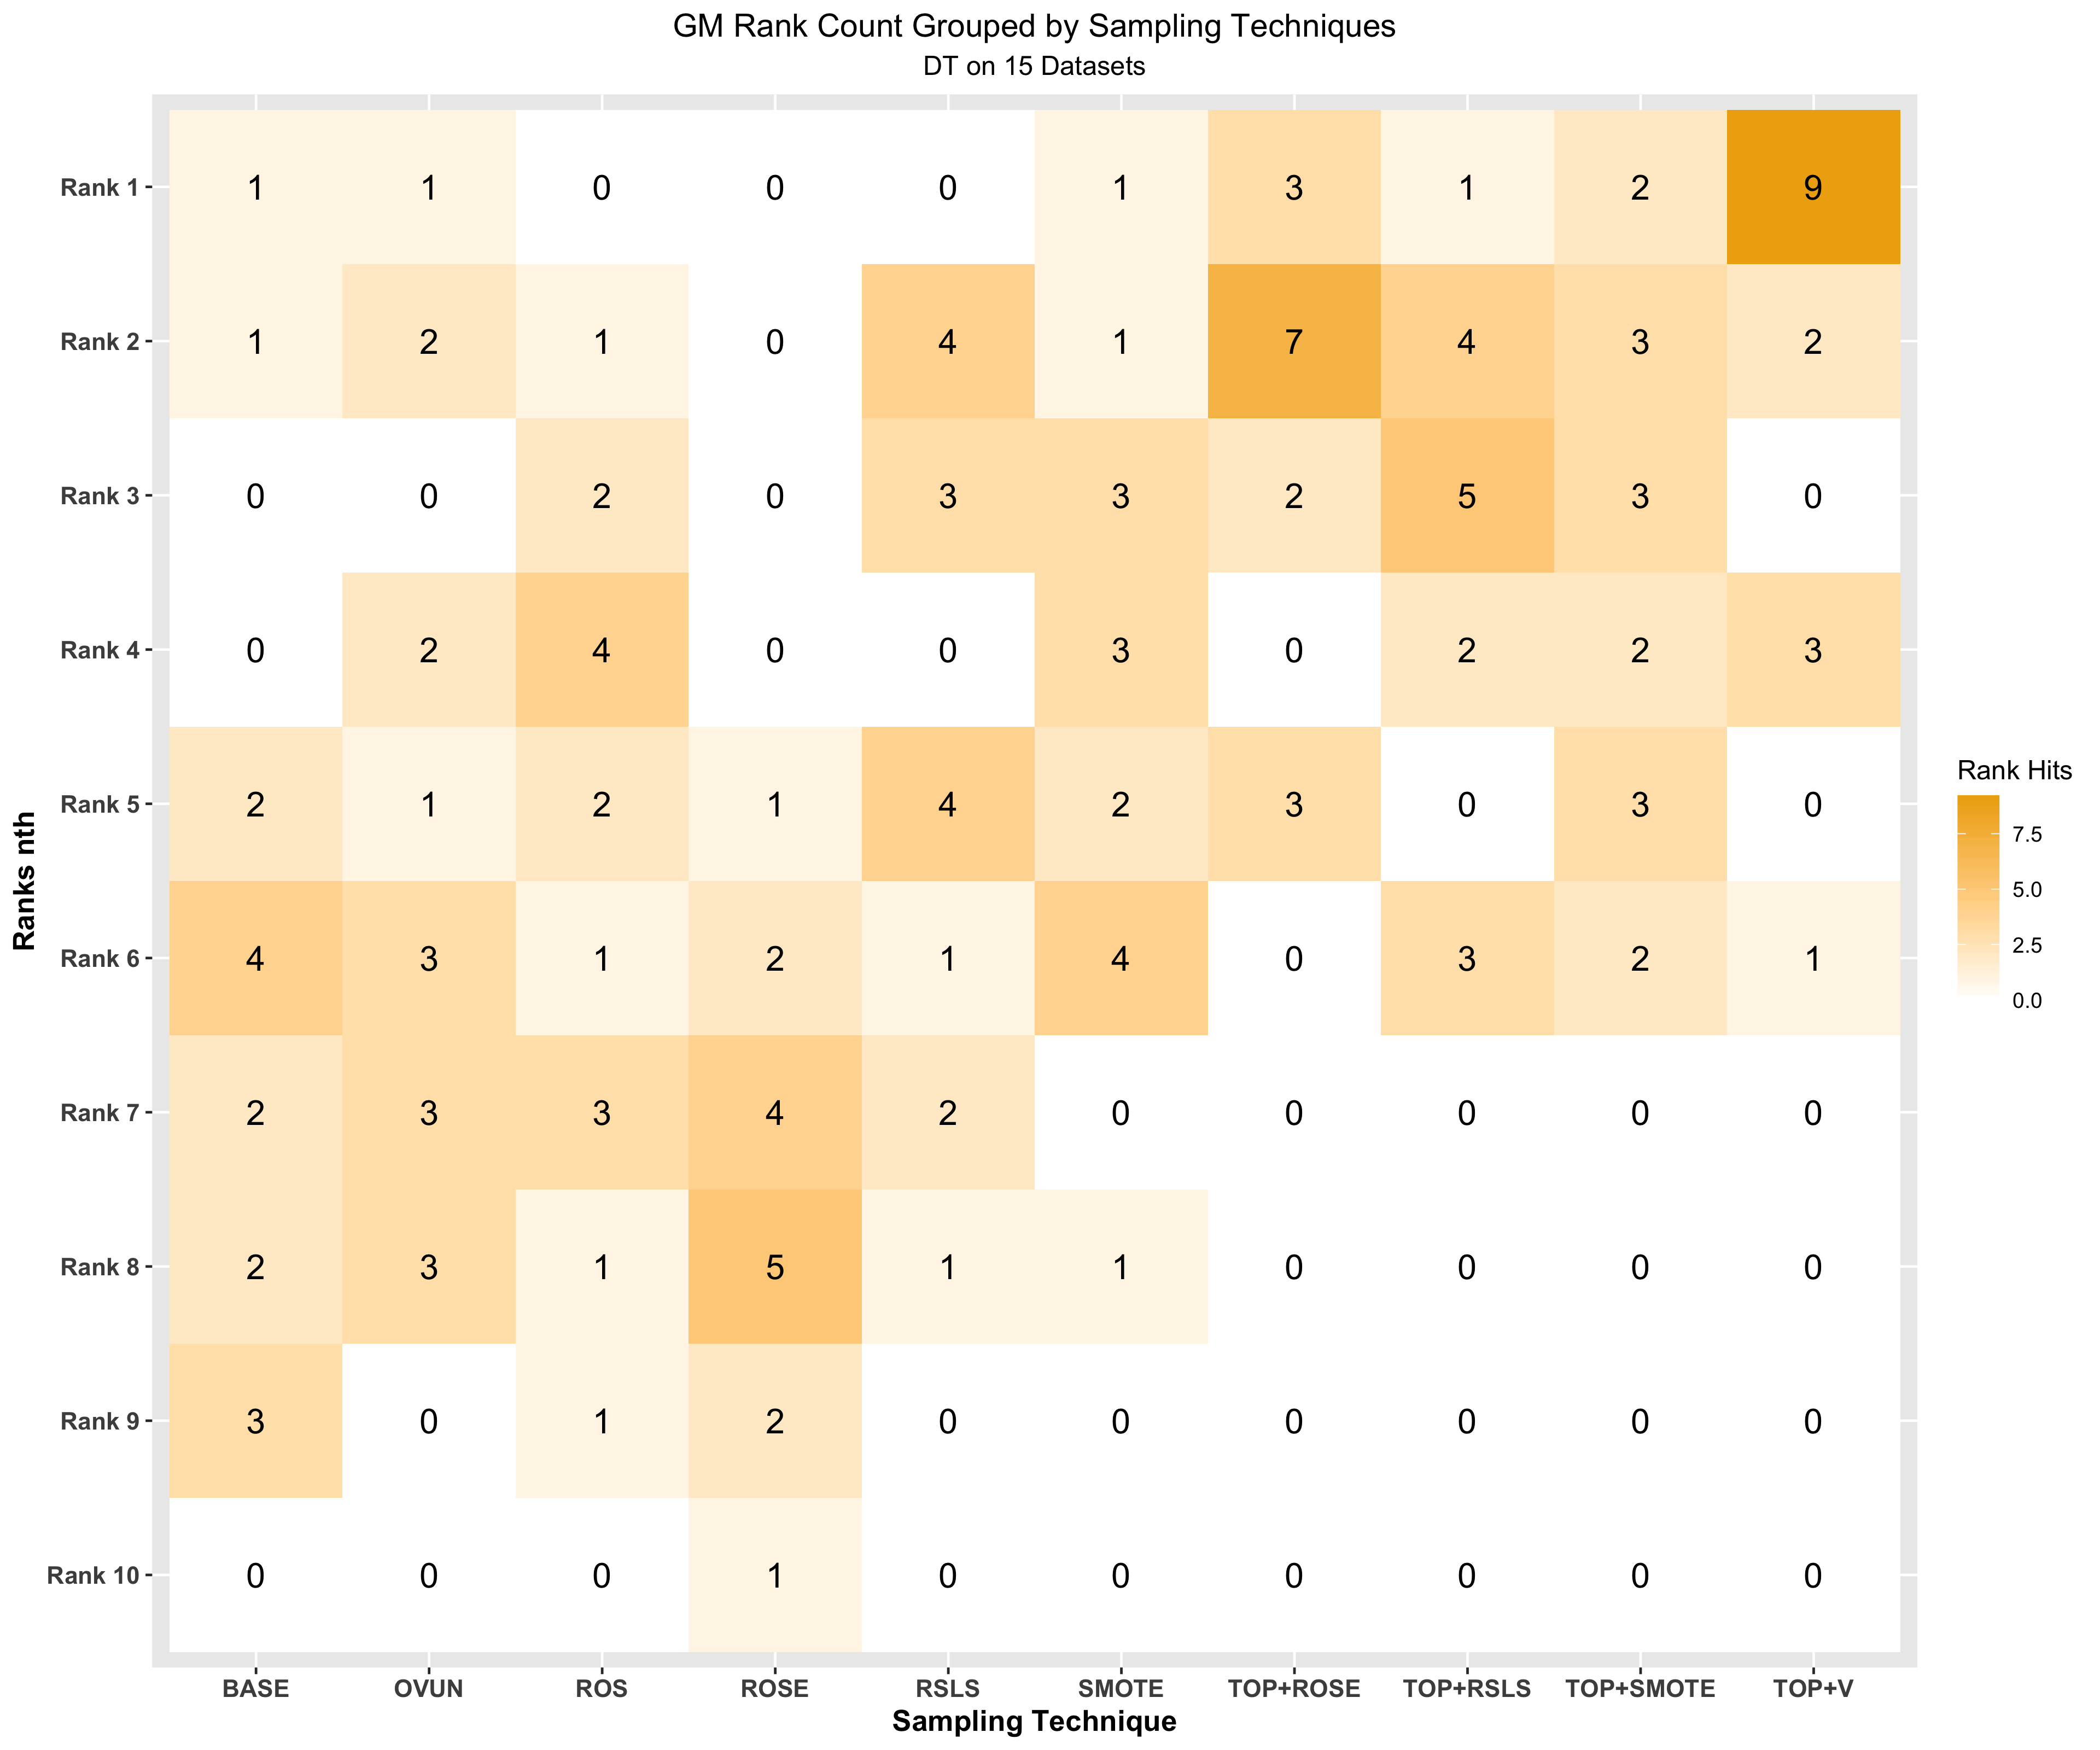 GM Rank Count Grouped by Sampling Techniques
DT on 15 Datasets
Rank 1 1 1 0 0 0 1 3 1 2 9
Rank 2 1 2 1 0 4 1 7 4 3 2
Rank 3 0 0 2 0 3 3 2 5 3 0
Rank 4 0 2 4 0 0 3 0 2 2 3
Rank 5 2 1 2 1 4 2 3 0 3 0
Rank 6 4 3 1 2 1 4 0 3 2 1
Rank 7 2 3 3 4 2 0 0 0 0 0
Rank 8 2 3 1 5 1 1 0 0 0 0
Rank 9 3 0 1 2 0 0 0 0 0 0
Rank 10 0 0 0 1 0 0 0 0 0 0
BASE OVUN ROS ROSE RSLS SMOTE TOP+ROSE TOP+RSLS TOP+SMOTE TOP+V
Sampling Technique
Ranks nth
Rank Hits
7.5
5.0
2.5
0.0